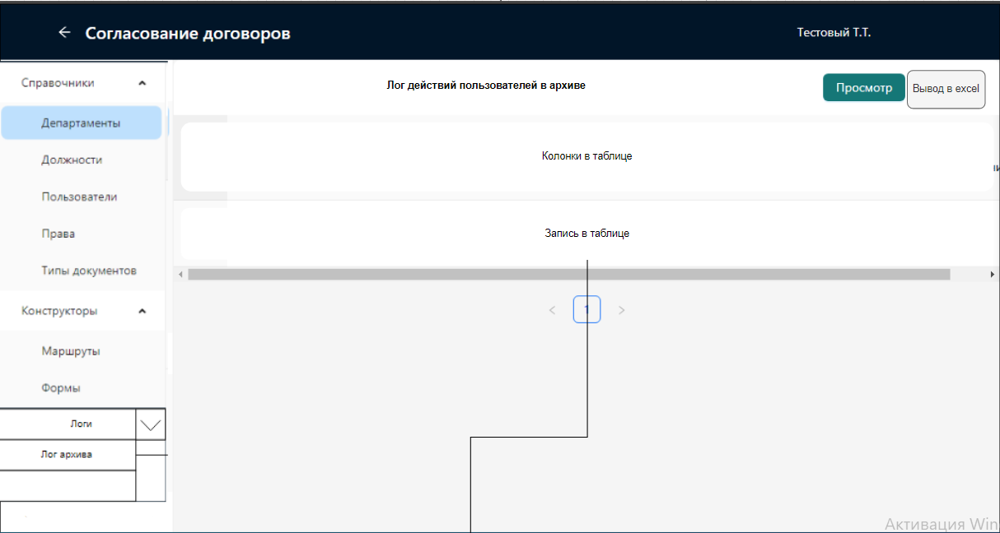 Согласование договоров
Тестовый Т.Т.
Справочники
Лог действий пользователей в архиве
Просмотр
Вывод в excel
Департаменты
Должности
Колонки в таблице
Пользователи
Права
Запись в таблице
Типы документов
1
Конструкторы
Маршруты
Формы
Логи
Лог архива
Активация Win